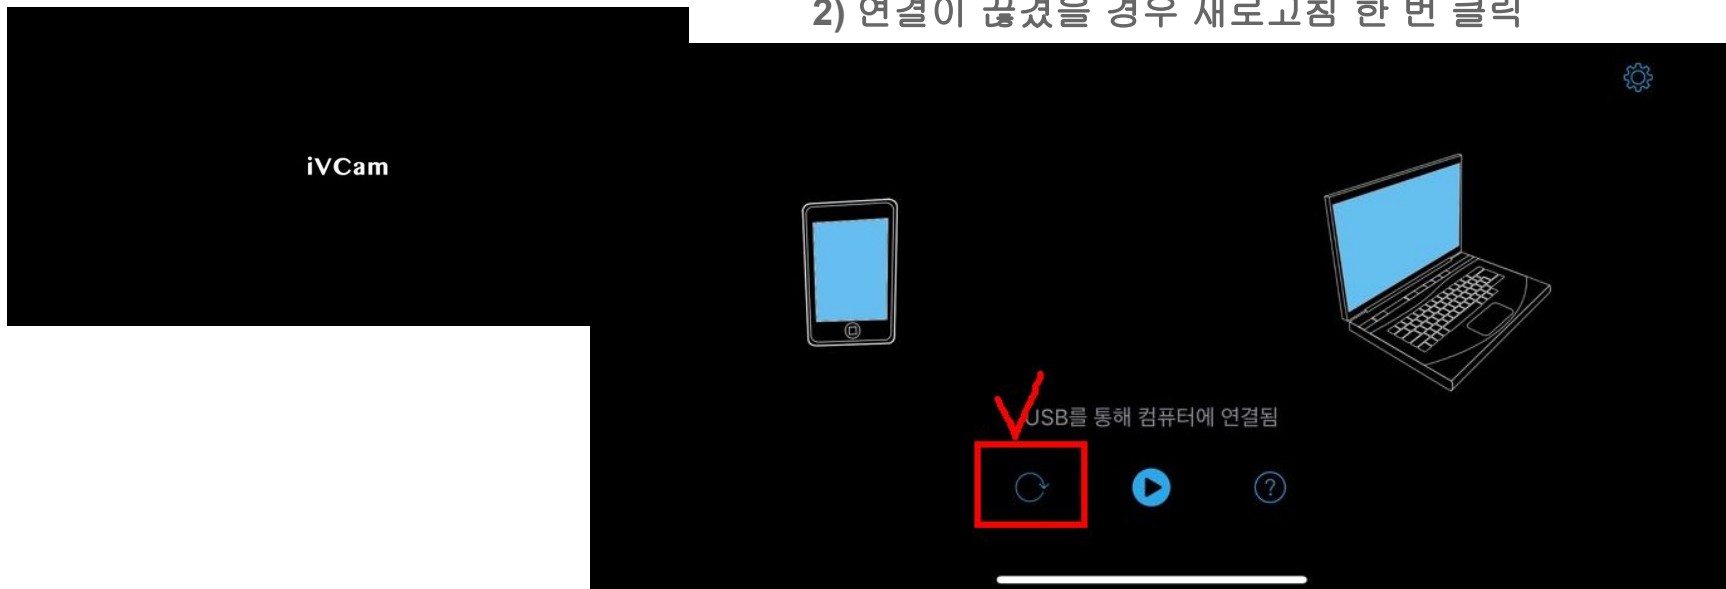 2) 연결이 끊겼을 경우 새로고침 한 번 클릭
iVCam
USB를 통해 컴퓨터에 연결됨
?